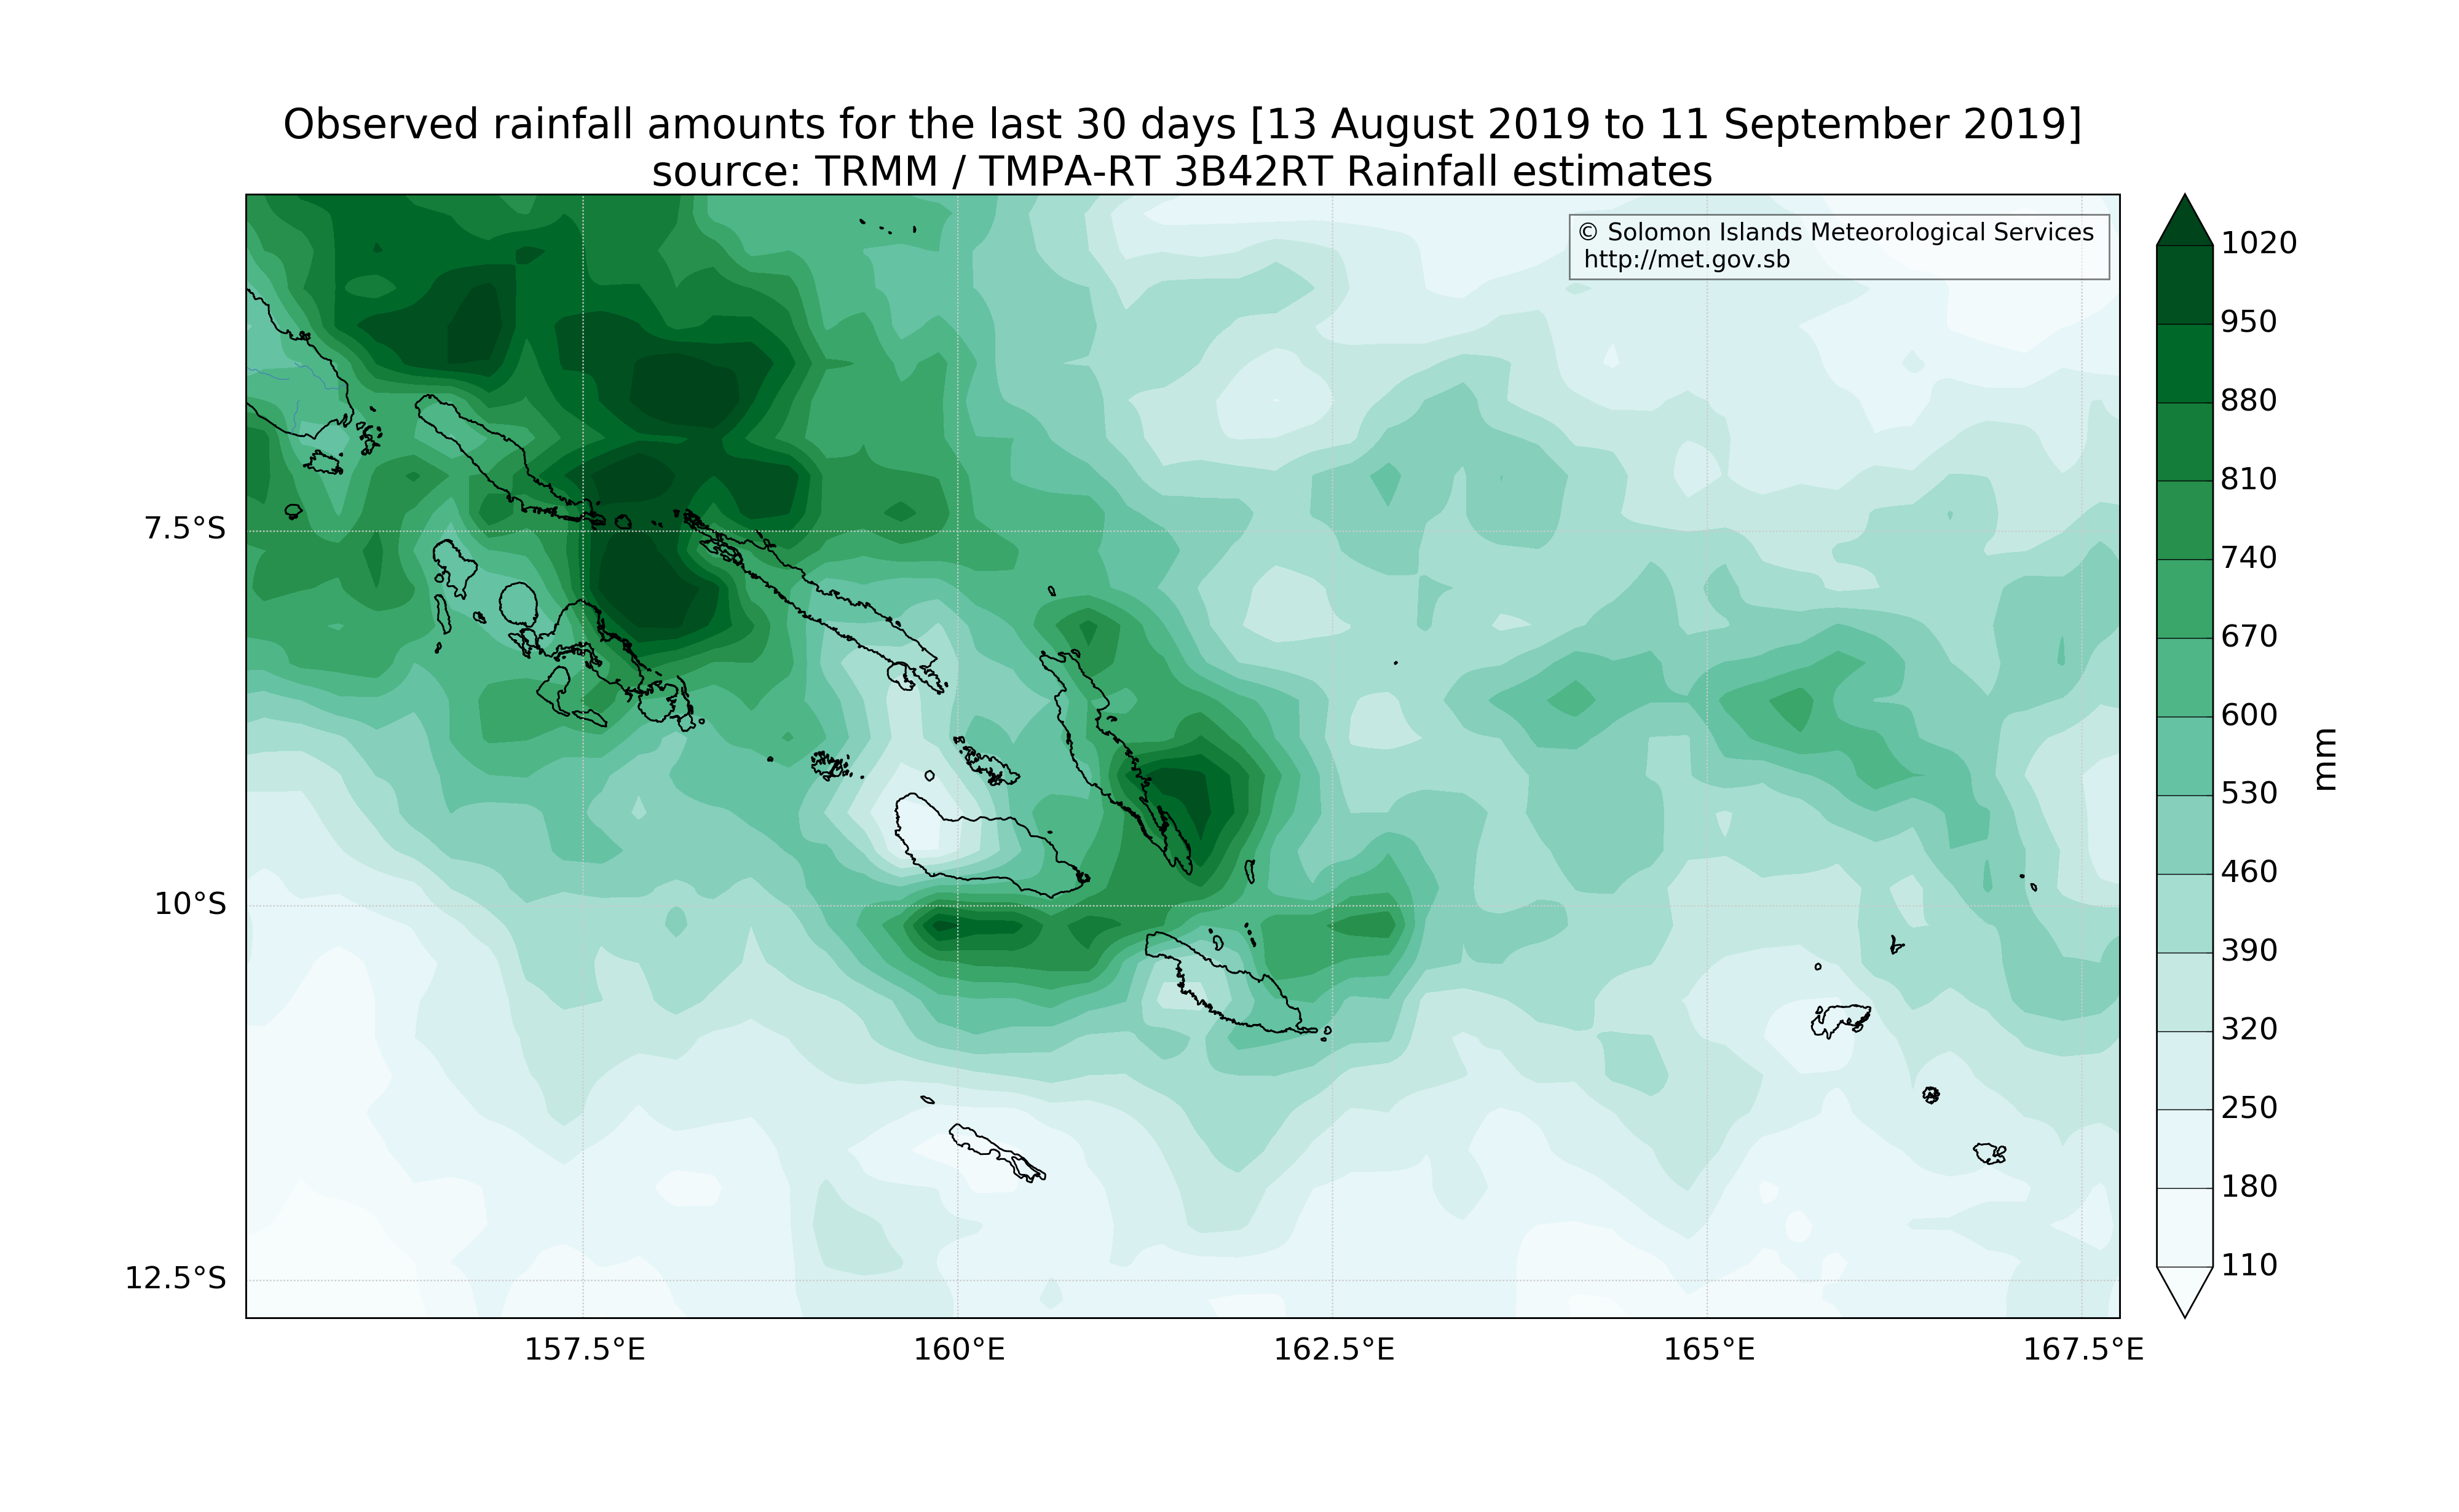 Observed rainfall amounts for the last 30 days [13 August 2019 to 11 September 2019]
source: TRMM / TMPA-RT 3B42RT Rainfall estimates
© Solomon Islands Meteorological Services
http://met.gov.sb
7.5°S
10°S
12.5°S
157.5°E
160°E
162.5°E
165°E
167.5°E
1020
950
880
810
740
670
600
530
460
390
320
250
180
110
mm